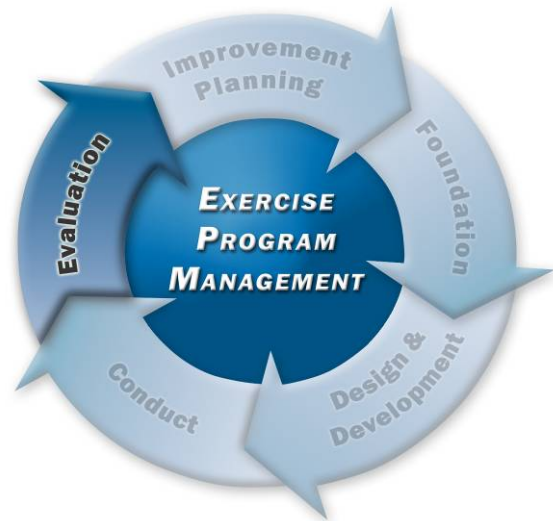 Improvement
Planning
Foundation
Design &
Development
Conduct
Evaluation
EXERCISE
PROGRAM
MANAGEMENT